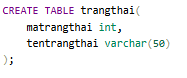 CREATE TABLE trangthai(
matrangthai int,
tentrangthai varchar(50)
);